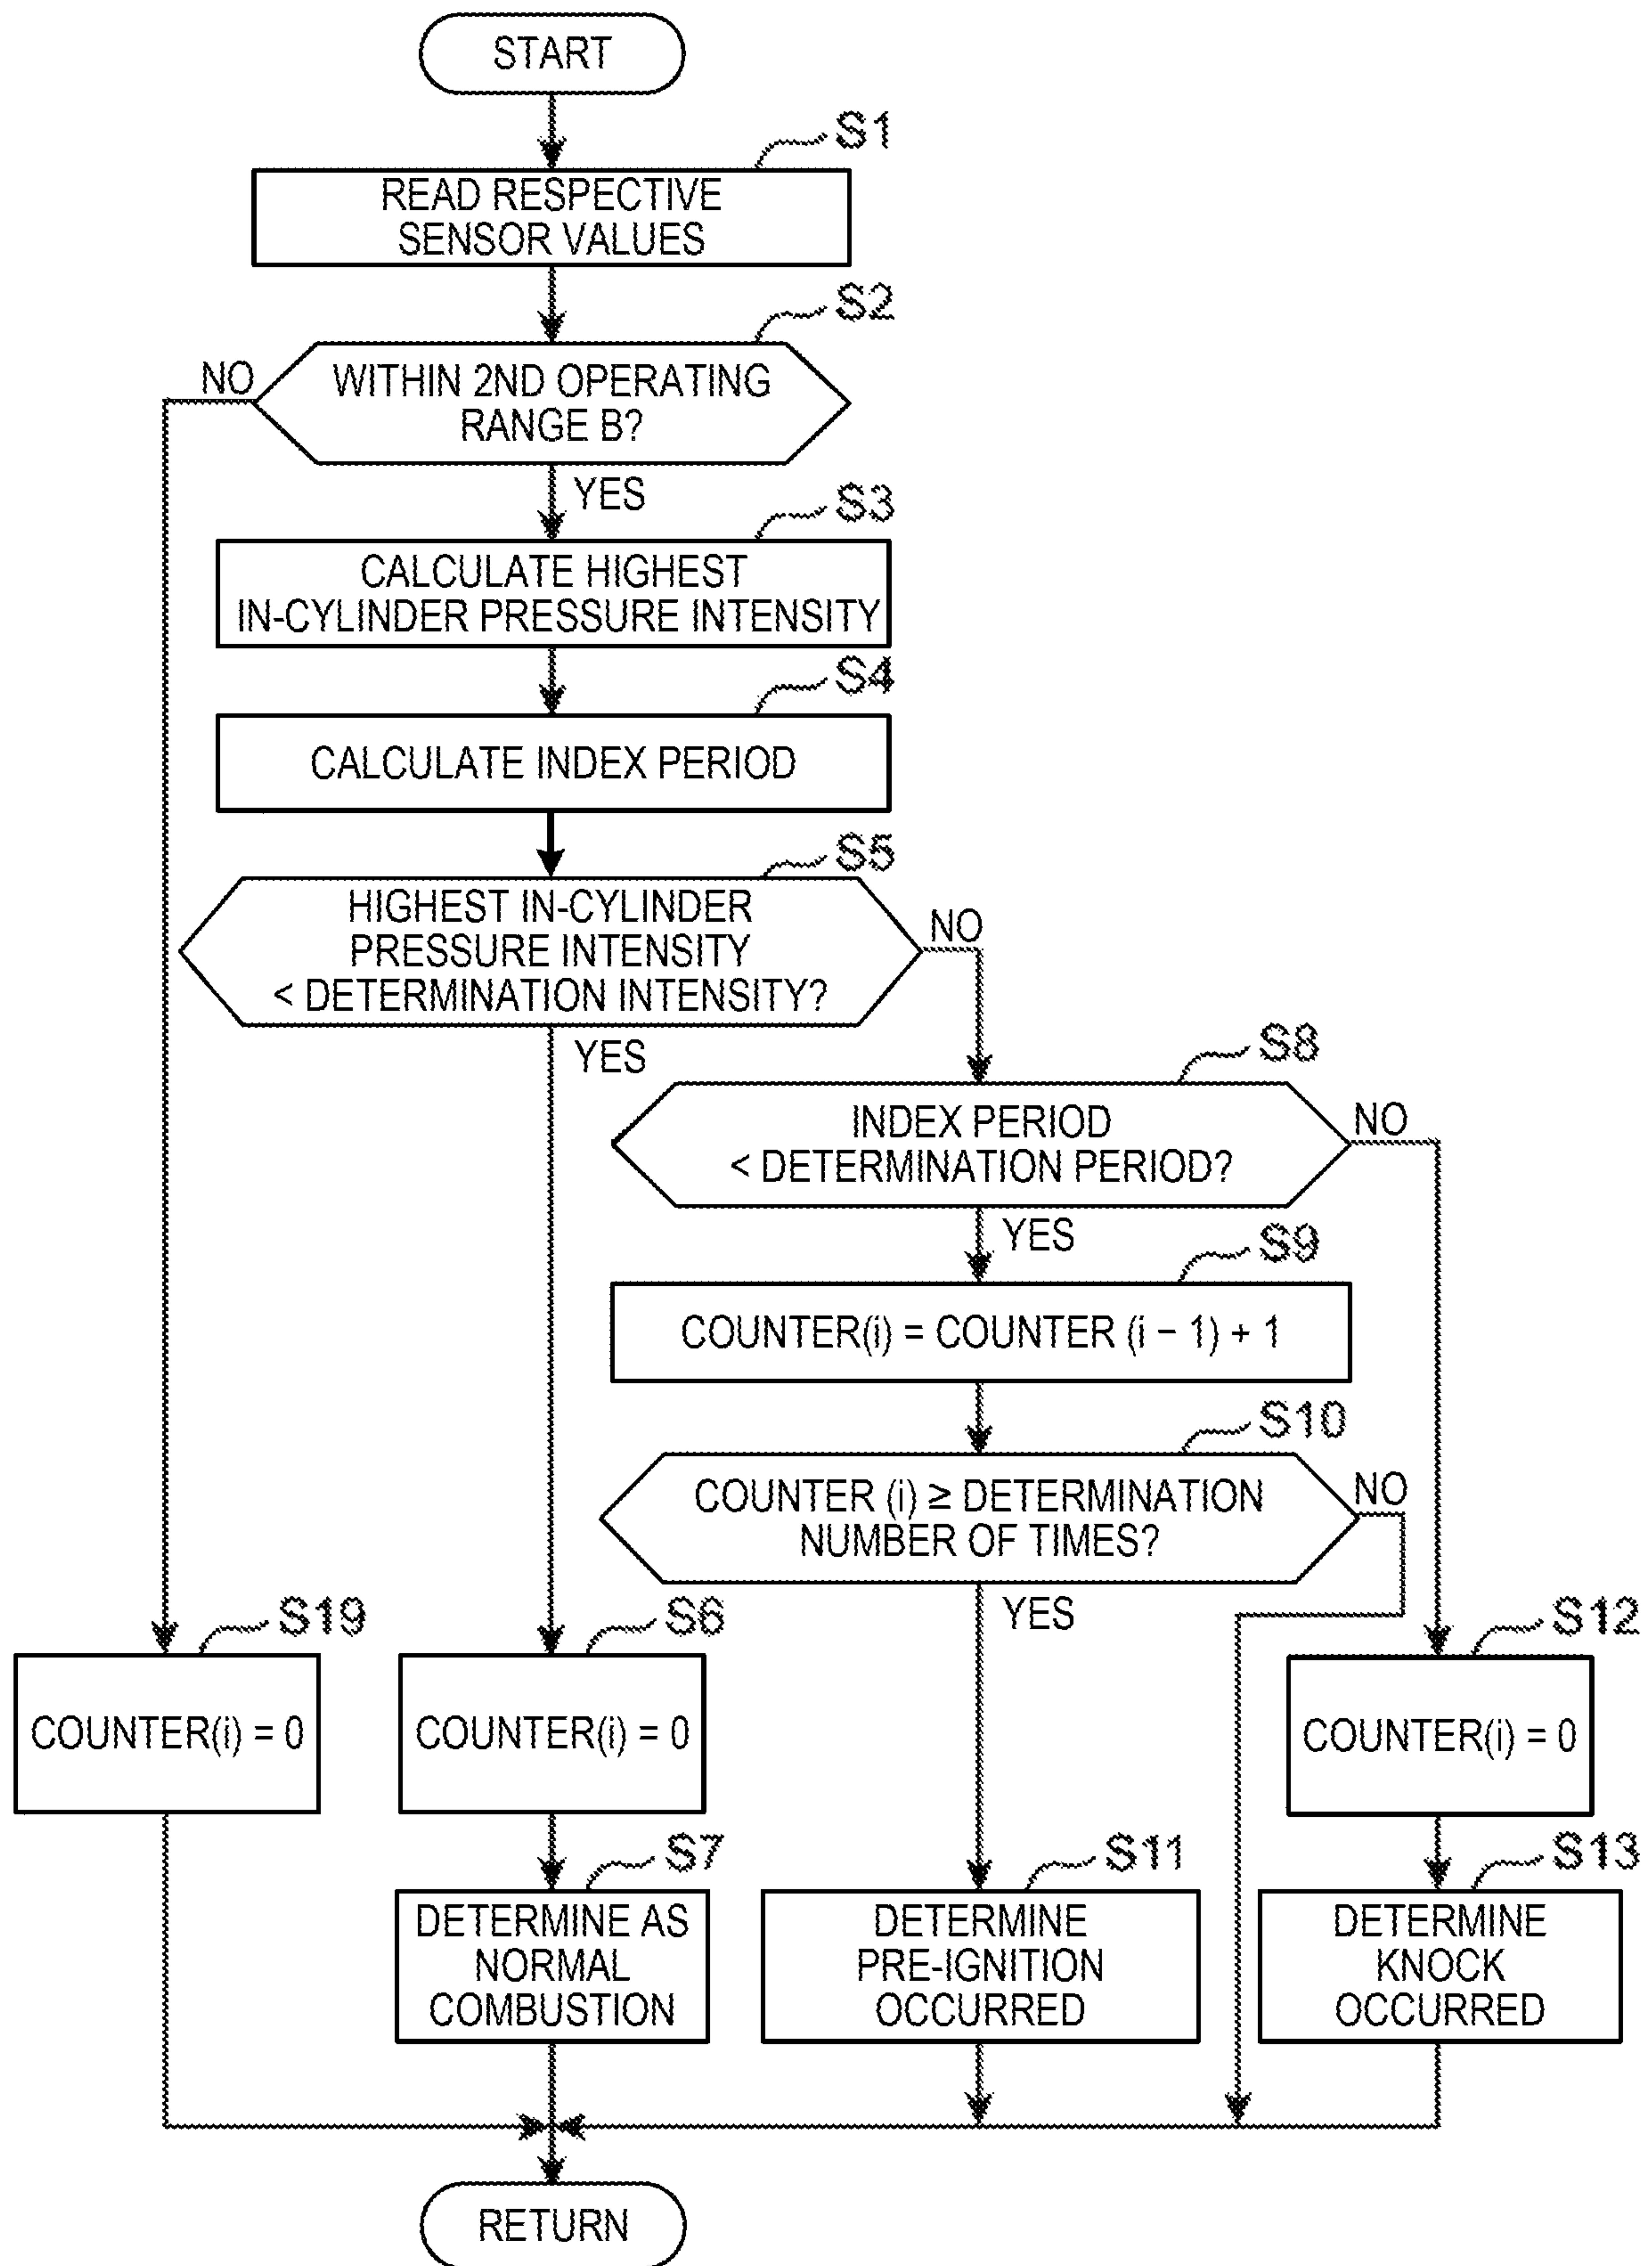 START
S1
READ RESPECTIVE
SENSOR VALUES
S2
NO
WITHIN 2ND OPERATING
RANGE B?
YES
S3
CALCULATE HIGHEST
IN-CYLINDER PRESSURE INTENSITY
S4
CALCULATE INDEX PERIOD
S5
HIGHEST IN-CYLINDER
PRESSURE INTENSITY
< DETERMINATION INTENSITY?
NO
YES
S8
INDEX PERIOD
< DETERMINATION PERIOD?
NO
YES
S9
COUNTER(i) = COUNTER (i − 1) + 1
S10
COUNTER (i) ≥ DETERMINATION
NUMBER OF TIMES?
NO
YES
S19
COUNTER(i) = 0
S6
COUNTER(i) = 0
S12
COUNTER(i) = 0
S7
DETERMINE AS
NORMAL
COMBUSTION
S11
DETERMINE
PRE-IGNITION
OCCURRED
S13
DETERMINE
KNOCK
OCCURRED
RETURN